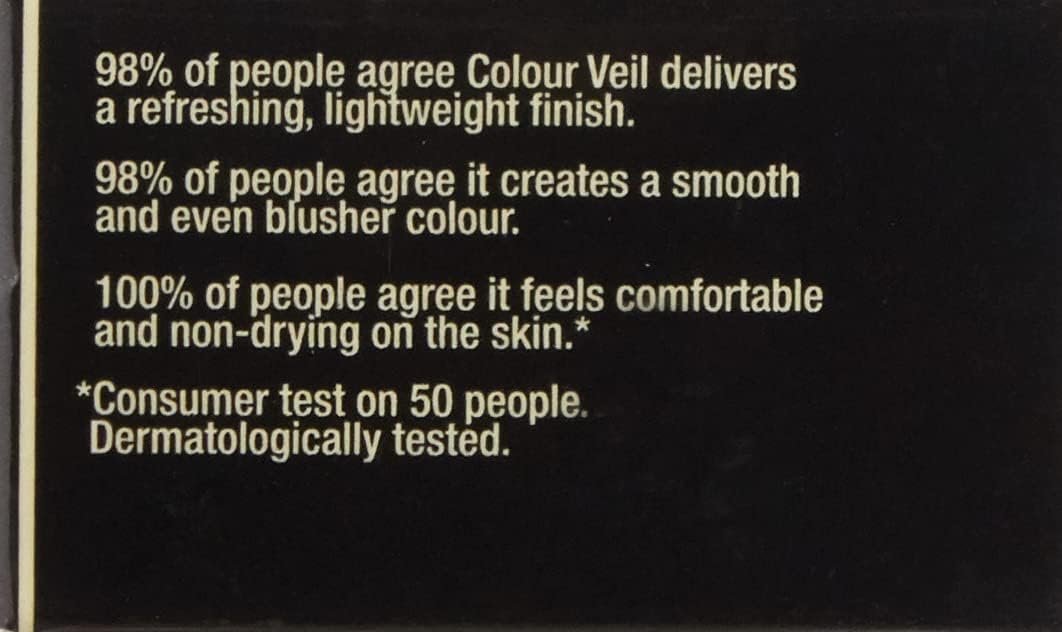 98% of people agree Colour Veil delivers
a refreshing, lightweight finish.
98% of people agree it creates a smooth
and even blusher colour.
100% of people agree it feels comfortable
and non-drying on the skin.*
*Consumer test on 50 people.
Dermatologically tested.